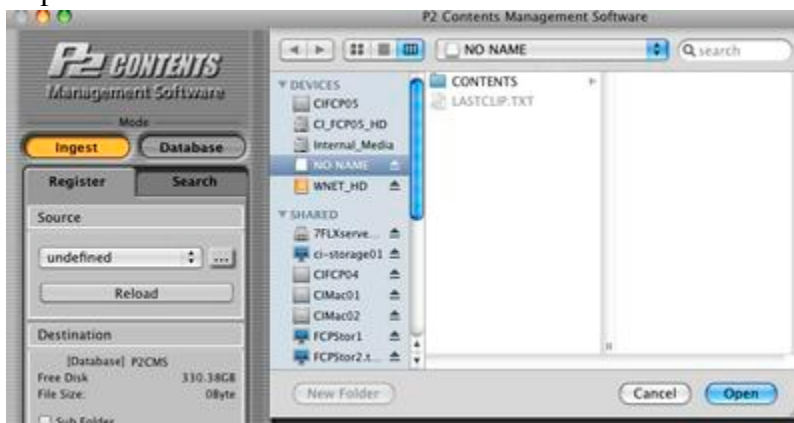 P2 Contents Management Software
P2 CONTENTS
Management Software
Mode
Ingest Database
Register Search
Source
undefined
...
Reload
Destination
[Database] P2CMS
Free Disk 330.38GB
File Size: 0Byte
Sub Folder
NO NAME
search
DEVICES
CIFCP05
CI_FCP05_HD
Internal_Media
NO NAME
WNET_HD
SHARED
7FLXserve...
ci-storage01
CIFCP04
CIMac01
CIMac02
FCPStor1
FCPStor2.t...
CONTENTS
LASTCLIP.TXT
New Folder
Cancel Open